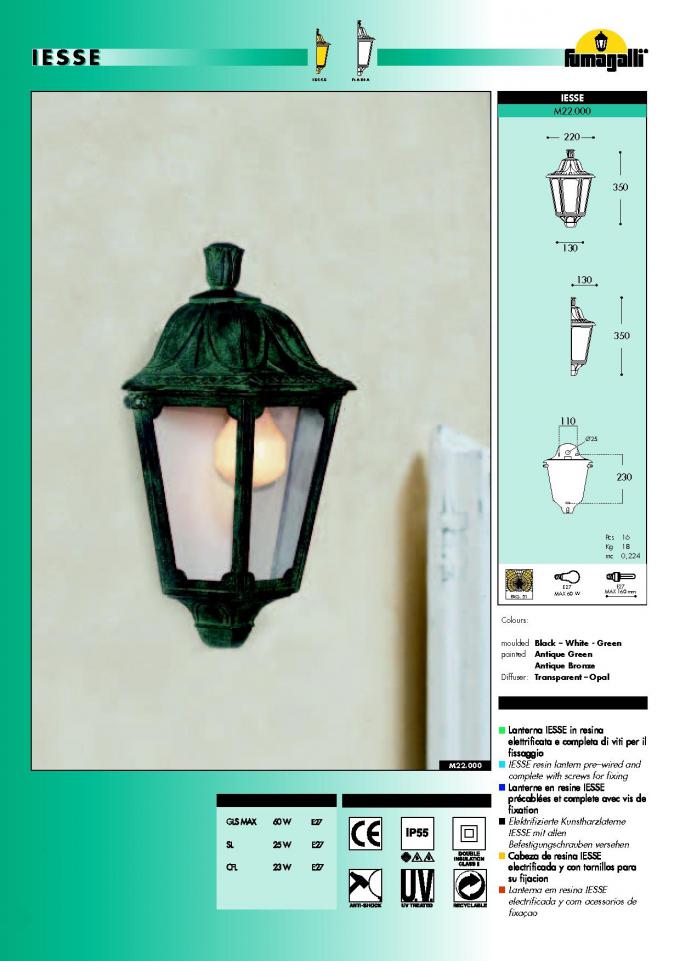 IESSE
IESSE
fumagalli
IESSE
M22.000
220
350
130
130
350
110
Ø25
230
Pcs 16
Kg 18
mc 0,224
E27
MAX 60 W
E27
MAX 160 mm
Colours:
moulded Black – White - Green
painted Antique Green
Antique Bronze
Diffuser: Transparent – Opal
M22.000
Lanterna IESSE in resina
elettrificata e completa di viti per il
fissaggio
IESSE resin lantern pre–wired and
complete with screws for fixing
Lanterne en resine IESSE
précablées et complete avec vis de
fixation
Elektrifizierte Kunstharzlaterne
IESSE mit allen
Befestigungschrauben versehen
Cabeza de resina IESSE
electrificada y con tornillos para
su fijacion
Lanterna em resina IESSE
electrificada y com acessorios de
fixaçao
GLS MAX 60 W E27
SL 25 W E27
CFL 23 W E27
CE
IP55
DOUBLE
INSULATION
CLASS II
ANTI-SHOCK
U.V.
UV TREATED
RECYCLABLE